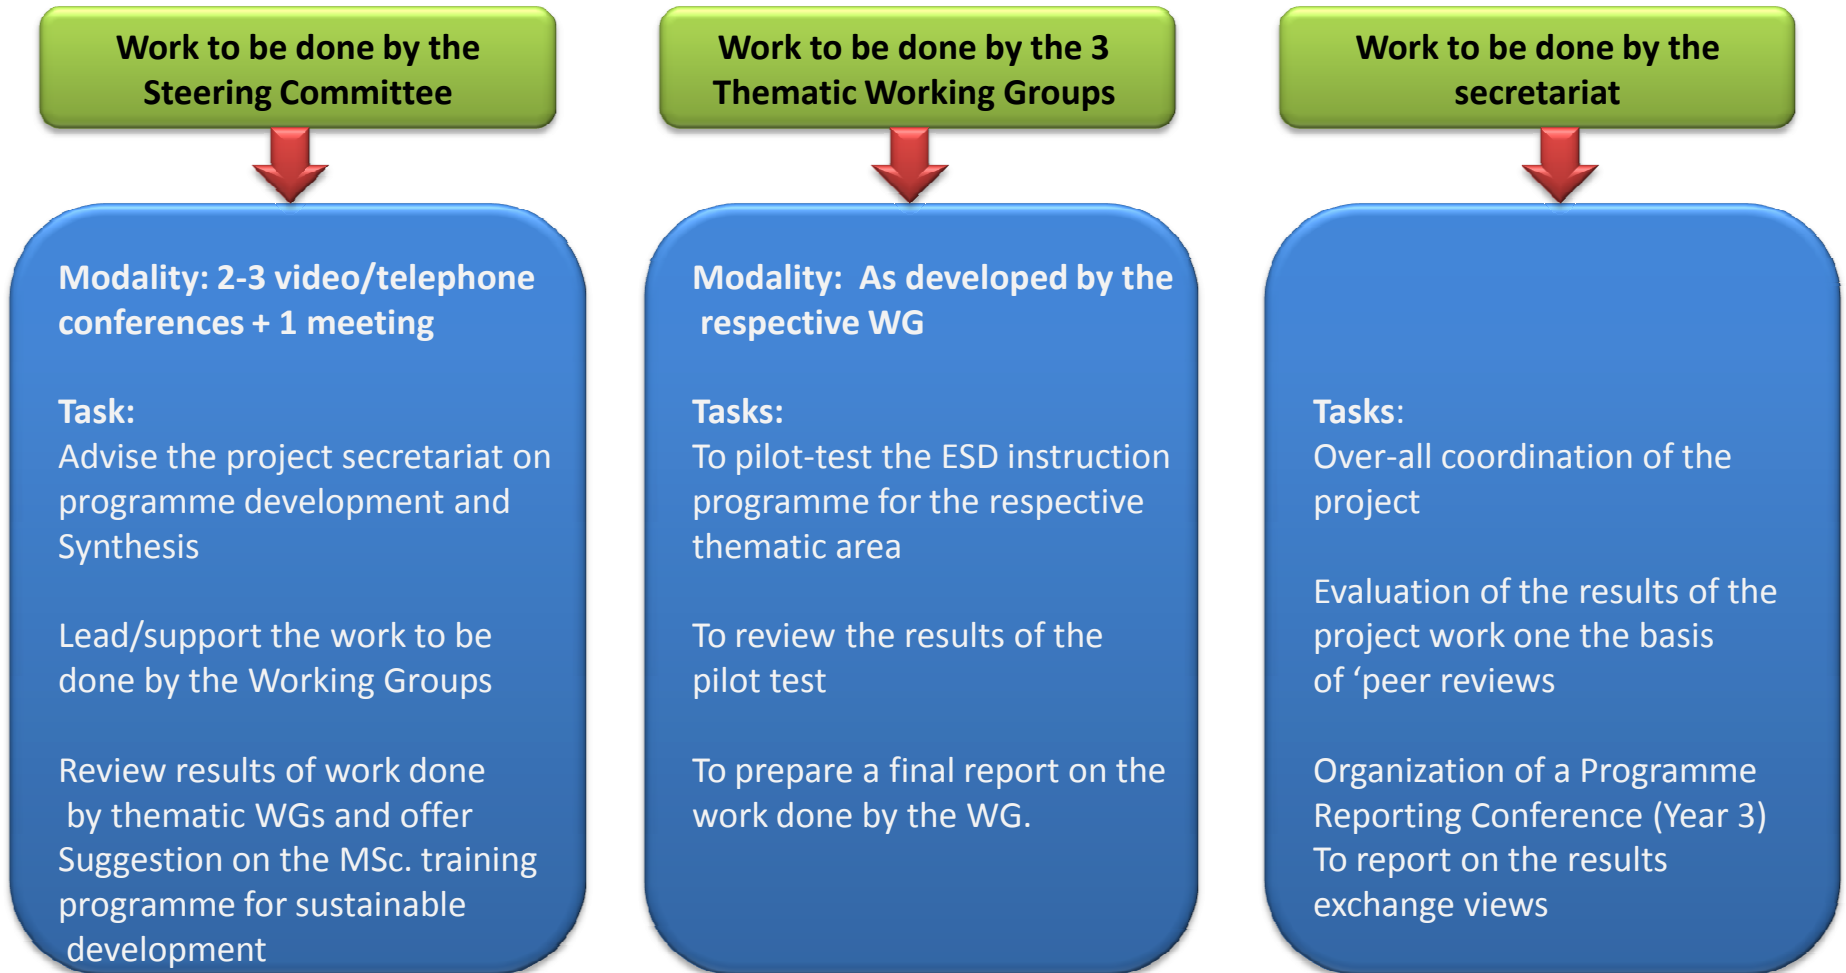 Work to be done by the
Steering Committee
Modality: 2-3 video/telephone
conferences + 1 meeting
Task:
Advise the project secretariat on
programme development and
Synthesis
Lead/support the work to be
done by the Working Groups
Review results of work done
by thematic WGs and offer
Suggestion on the MSc. training
programme for sustainable
development
Work to be done by the 3
Thematic Working Groups
Modality:  As developed by the
respective WG
Tasks:
To pilot-test the ESD instruction
programme for the respective
thematic area
To review the results of the
pilot test
To prepare a final report on the
work done by the WG.
Work to be done by the
secretariat
Tasks:
Over-all coordination of the
project
Evaluation of the results of the
project work one the basis
of ‘peer reviews
Organization of a Programme
Reporting Conference (Year 3)
To report on the results
exchange views